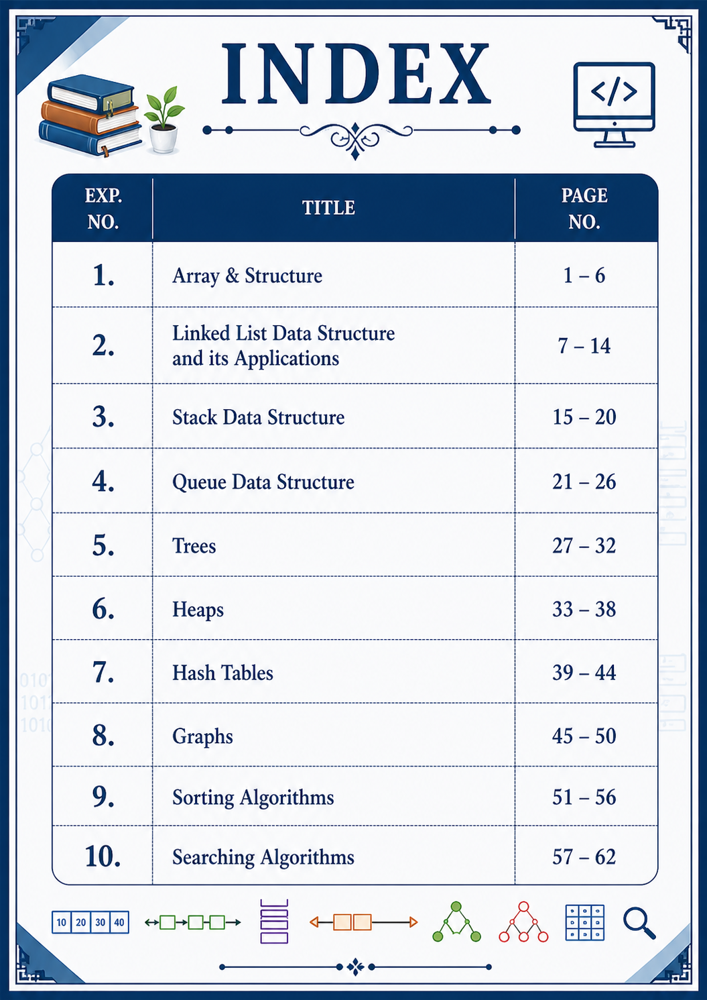 INDEX
</>
EXP.
NO.
TITLE
PAGE
NO.
1.
Array & Structure
1 – 6
2.
Linked List Data Structure
and its Applications
7 – 14
3.
Stack Data Structure
15 – 20
4.
Queue Data Structure
21 – 26
5.
Trees
27 – 32
6.
Heaps
33 – 38
7.
Hash Tables
39 – 44
8.
Graphs
45 – 50
9.
Sorting Algorithms
51 – 56
10.
Searching Algorithms
57 – 62
10 20 30 40